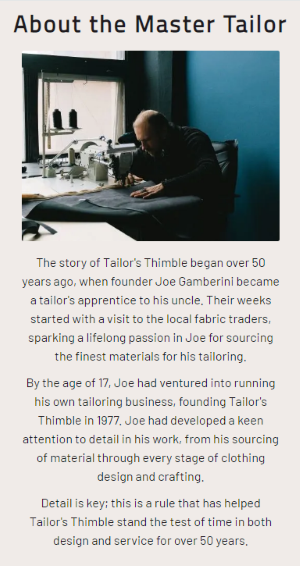 About the Master Tailor
The story of Tailor's Thimble began over 50
years ago, when founder Joe Gamberini became
a tailor's apprentice to his uncle. Their weeks
started with a visit to the local fabric traders,
sparking a lifelong passion in Joe for sourcing
the finest materials for his tailoring.
By the age of 17, Joe had ventured into running
his own tailoring business, founding Tailor's
Thimble in 1977. Joe had developed a keen
attention to detail in his work, from his sourcing
of material through every stage of clothing
design and crafting.
Detail is key; this is a rule that has helped
Tailor's Thimble stand the test of time in both
design and service for over 50 years.